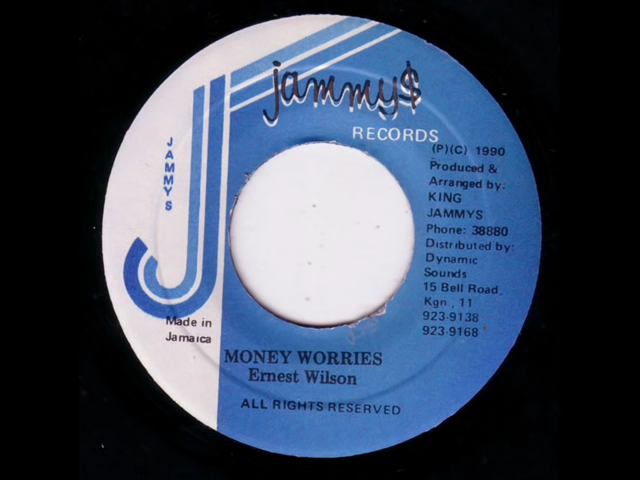 jammy$
RECORDS
JAMMYS
(P)(C) 1990
Produced &
Arranged by:
KING
JAMMYS
Phone: 38880
Distributed by:
Dynamic
Sounds
15 Bell Road,
Kgn , 11
923-9138
923-9168
Made in
Jamaica
MONEY WORRIES
Ernest Wilson
ALL RIGHTS RESERVED